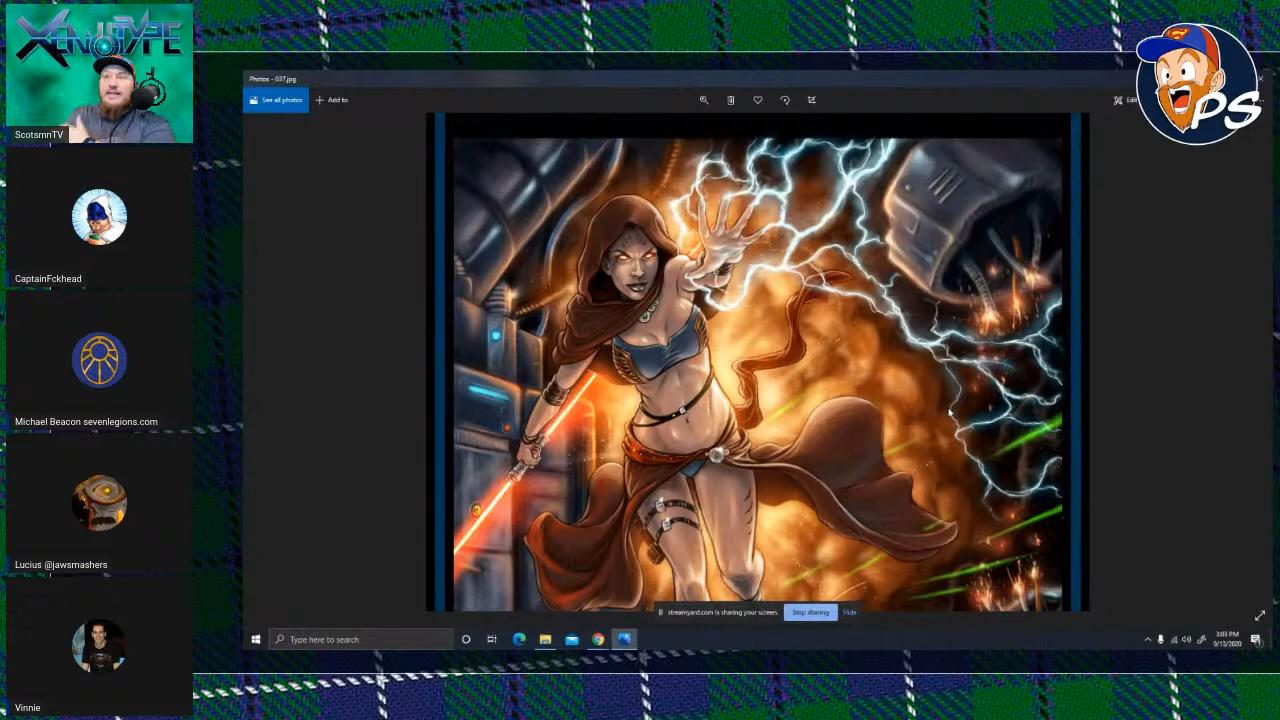 XENOTYPE
ScotsmnTV
CaptainFckhead
Michael Beacon sevenlegions.com
Lucius @jawsmashers
Vinnie
Photos - 037.jpg
See all photos
Add to
Edit
PS
streamyard.com is sharing your screen.
Stop sharing
Hide
Type here to search
3:03 PM
9/13/2020